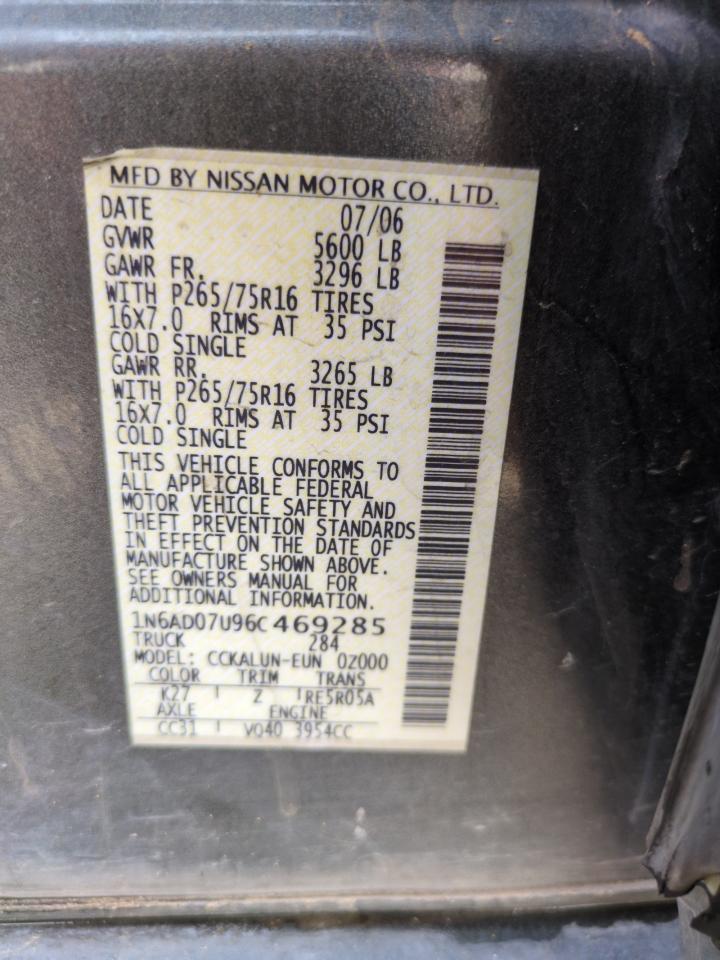 MFD BY NISSAN MOTOR CO., LTD.
DATE 07/06
GVWR 5600 LB
GAWR FR. 3296 LB
WITH P265/75R16 TIRES
16X7.0 RIMS AT 35 PSI
COLD SINGLE
GAWR RR. 3265 LB
WITH P265/75R16 TIRES
16X7.0 RIMS AT 35 PSI
COLD SINGLE
THIS VEHICLE CONFORMS TO
ALL APPLICABLE FEDERAL
MOTOR VEHICLE SAFETY AND
THEFT PREVENTION STANDARDS
IN EFFECT ON THE DATE OF
MANUFACTURE SHOWN ABOVE.
SEE OWNERS MANUAL FOR
ADDITIONAL INFORMATION.
1N6AD07U96C469285
TRUCK 284
MODEL: CCKALUN-EUN 0Z000
COLOR TRIM TRANS
K27 Z RE5R05A
AXLE ENGINE
CC31 VQ40 3954CC